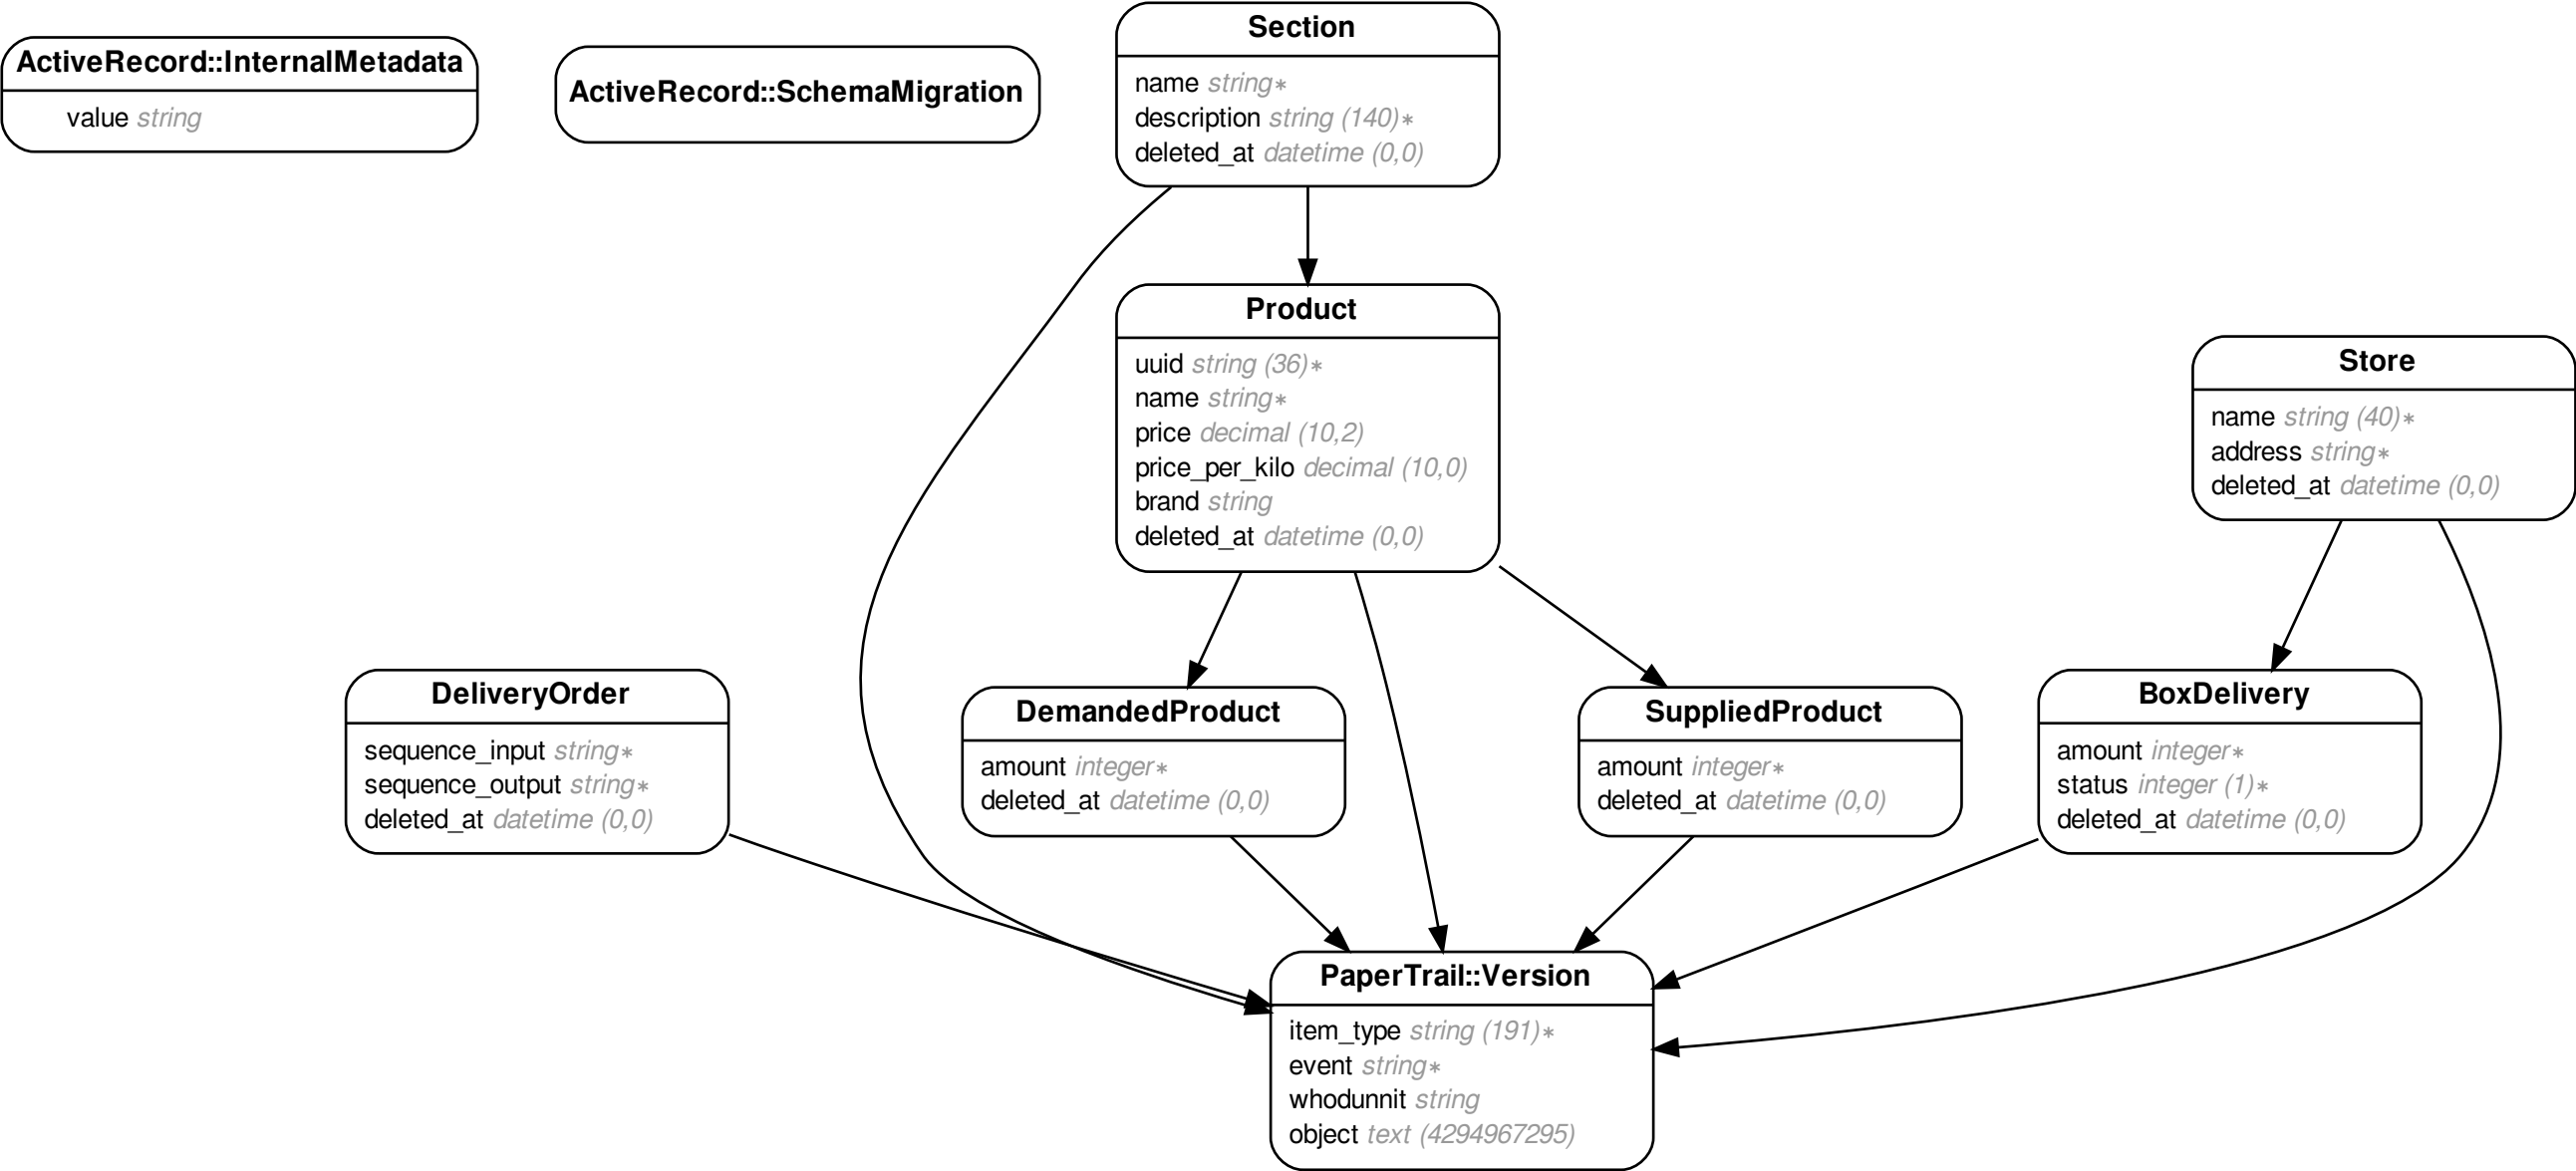 ActiveRecord::InternalMetadata
value string
ActiveRecord::SchemaMigration
Section
name string∗
description string (140)∗
deleted_at datetime (0,0)
Product
uuid string (36)∗
name string∗
price decimal (10,2)
price_per_kilo decimal (10,0)
brand string
deleted_at datetime (0,0)
Store
name string (40)∗
address string∗
deleted_at datetime (0,0)
DeliveryOrder
sequence_input string∗
sequence_output string∗
deleted_at datetime (0,0)
DemandedProduct
amount integer∗
deleted_at datetime (0,0)
SuppliedProduct
amount integer∗
deleted_at datetime (0,0)
BoxDelivery
amount integer∗
status integer (1)∗
deleted_at datetime (0,0)
PaperTrail::Version
item_type string (191)∗
event string∗
whodunnit string
object text (4294967295)